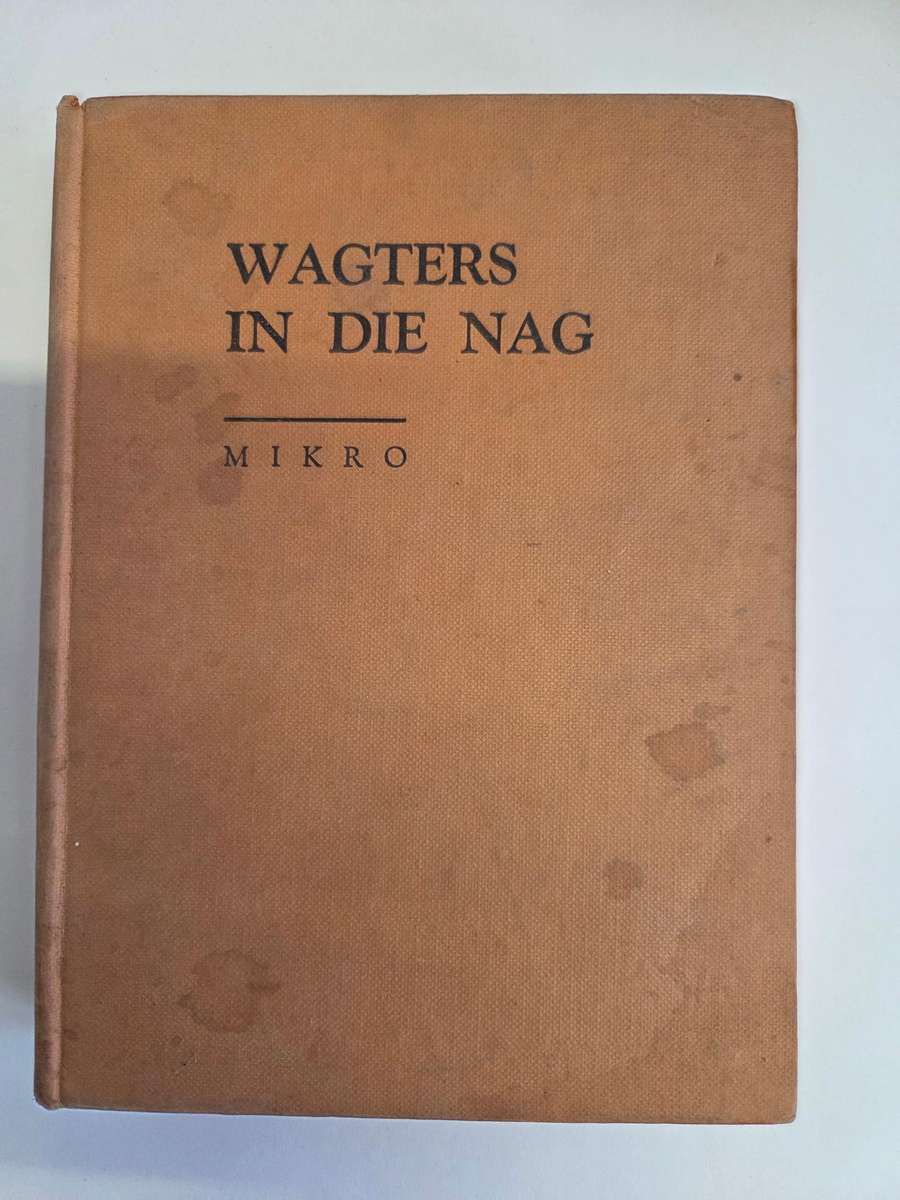 WAGTERS
IN DIE NAG
MIKRO